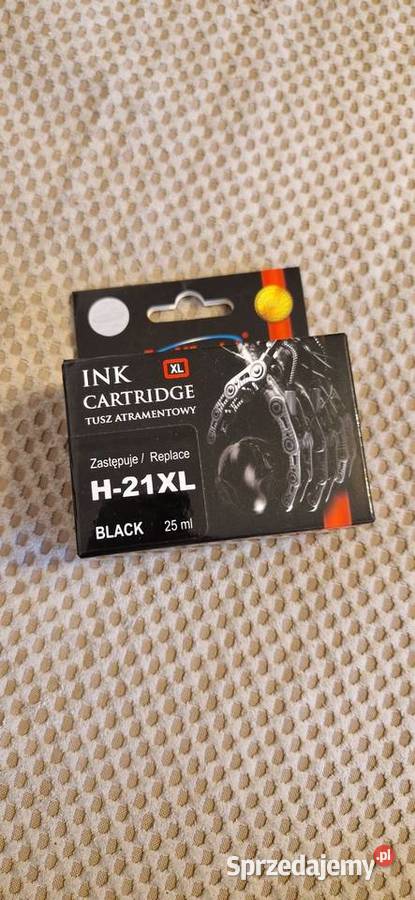 INK XL
CARTRIDGE
TUSZ ATRAMENTOWY
Zastępuje / Replace
H-21XL
BLACK 25 ml
Sprzedajemy.pl